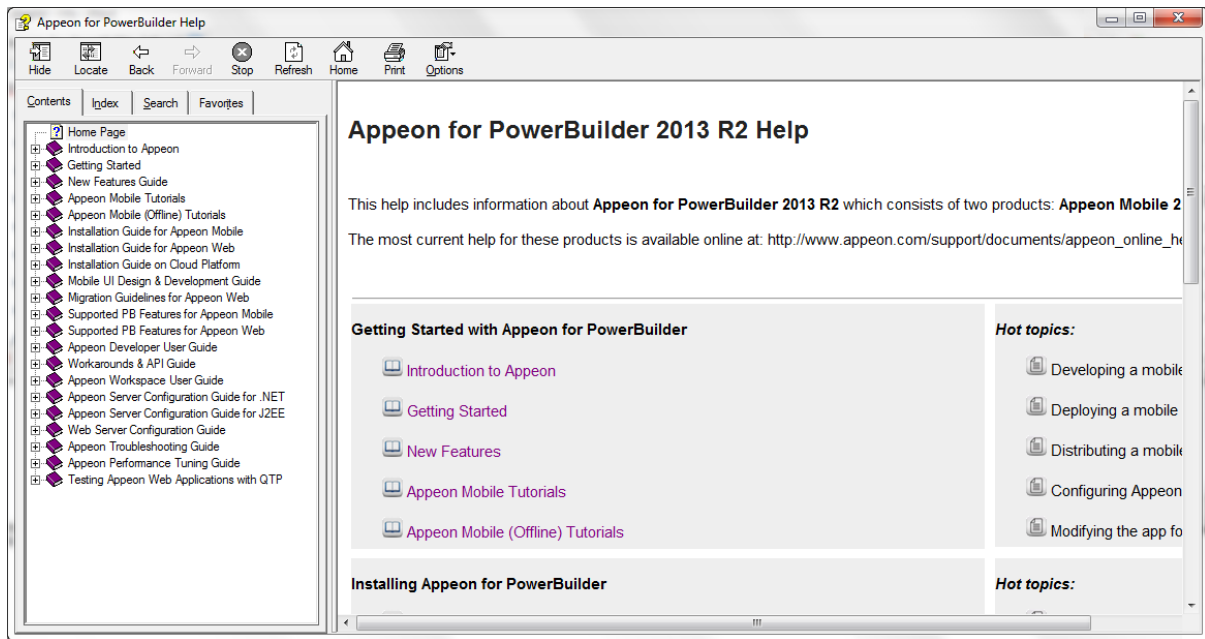 Appeon for PowerBuilder Help
Hide Locate Back Forward Stop Refresh Home Print Options
Contents Index Search Favorites
Home Page
Introduction to Appeon
Getting Started
New Features Guide
Appeon Mobile Tutorials
Appeon Mobile (Offline) Tutorials
Installation Guide for Appeon Mobile
Installation Guide for Appeon Web
Installation Guide on Cloud Platform
Mobile UI Design & Development Guide
Migration Guidelines for Appeon Web
Supported PB Features for Appeon Mobile
Supported PB Features for Appeon Web
Appeon Developer User Guide
Workarounds & API Guide
Appeon Workspace User Guide
Appeon Server Configuration Guide for .NET
Appeon Server Configuration Guide for J2EE
Web Server Configuration Guide
Appeon Troubleshooting Guide
Appeon Performance Tuning Guide
Testing Appeon Web Applications with QTP
Appeon for PowerBuilder 2013 R2 Help
This help includes information about Appeon for PowerBuilder 2013 R2 which consists of two products: Appeon Mobile 2
The most current help for these products is available online at: http://www.appeon.com/support/documents/appeon_online_he
Getting Started with Appeon for PowerBuilder
Introduction to Appeon
Getting Started
New Features
Appeon Mobile Tutorials
Appeon Mobile (Offline) Tutorials
Hot topics:
Developing a mobile
Deploying a mobile
Distributing a mobile
Configuring Appeon
Modifying the app fo
Installing Appeon for PowerBuilder
Hot topics: